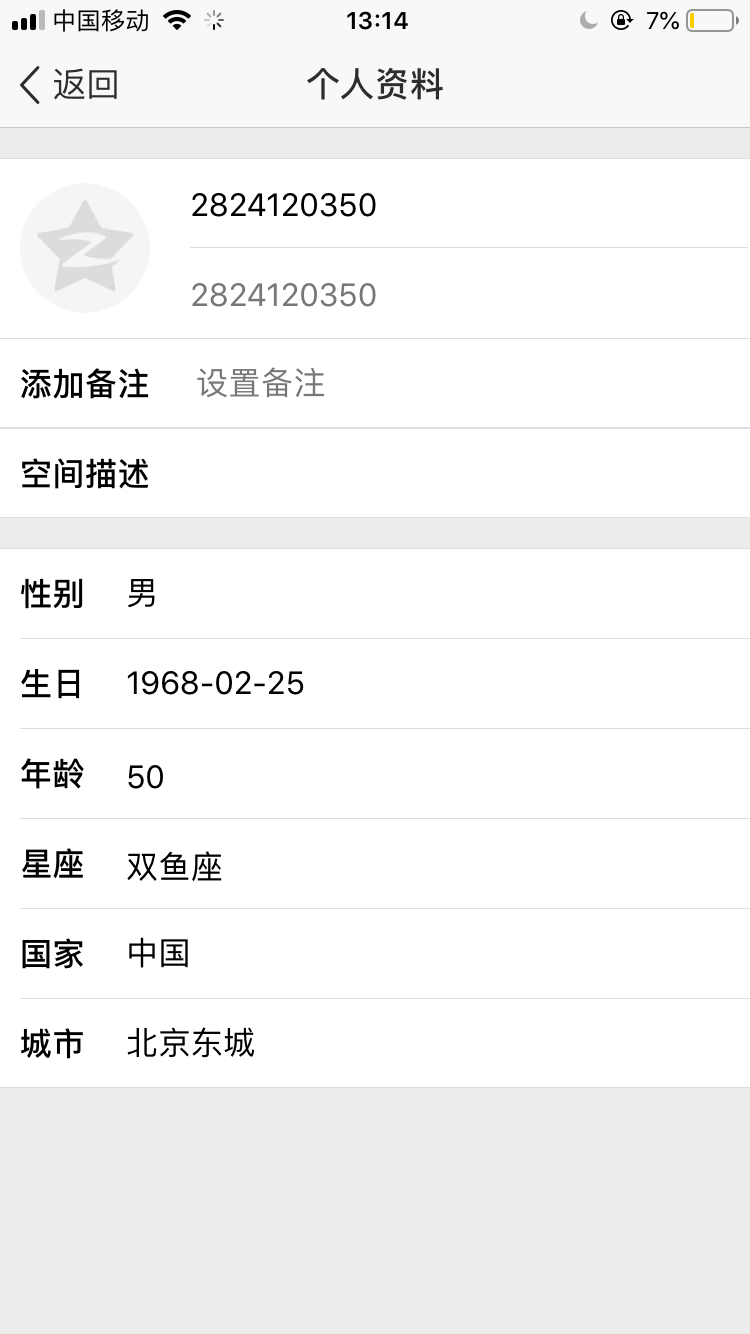 中国移动 13:14 7%
返回 个人资料
2824120350
2824120350
添加备注 设置备注
空间描述
性别 男
生日 1968-02-25
年龄 50
星座 双鱼座
国家 中国
城市 北京东城